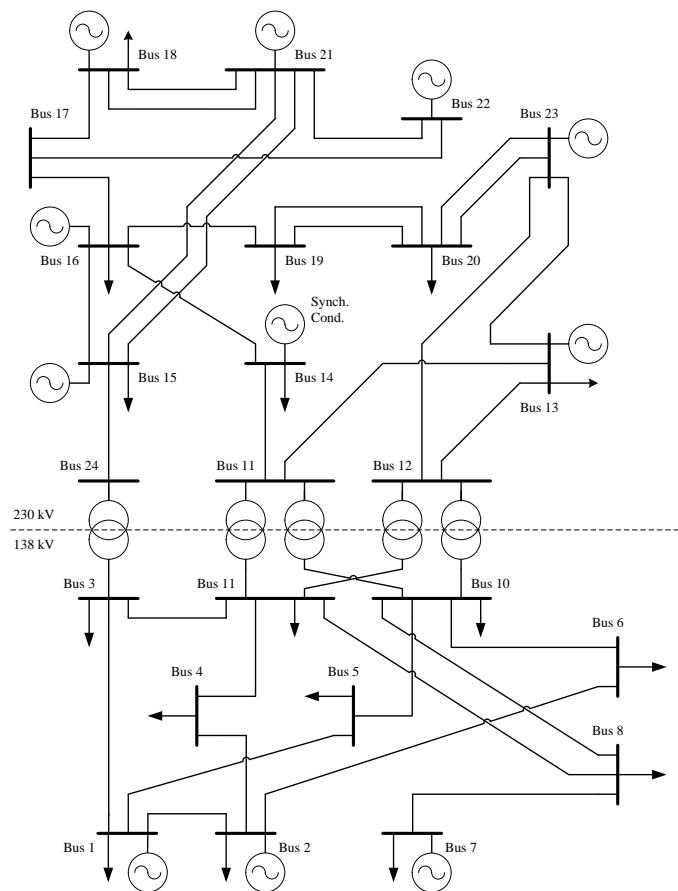 Bus 18
Bus 21
Bus 22
Bus 17
Bus 23
Bus 16
Bus 19
Bus 20
Synch.
Cond.
Bus 15
Bus 14
Bus 13
Bus 24
Bus 11
Bus 12
230 kV
138 kV
Bus 3
Bus 11
Bus 10
Bus 6
Bus 4
Bus 5
Bus 8
Bus 1
Bus 2
Bus 7